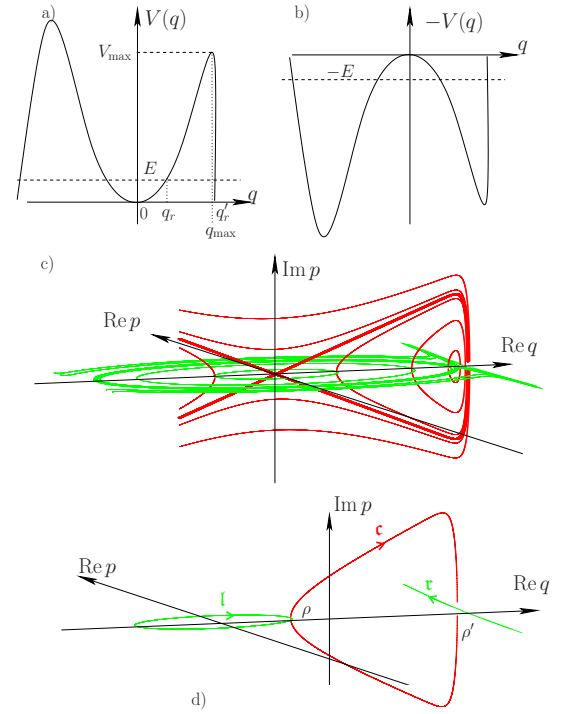 a)
V(q)
b)
−V(q)
V_max
q
−E
E
0
q_r
q'_r
q
q_max
c)
Im p
Re p
Re q
Im p
𝔠
Re p
𝔩
ρ
𝔯
Re q
ρ′
d)